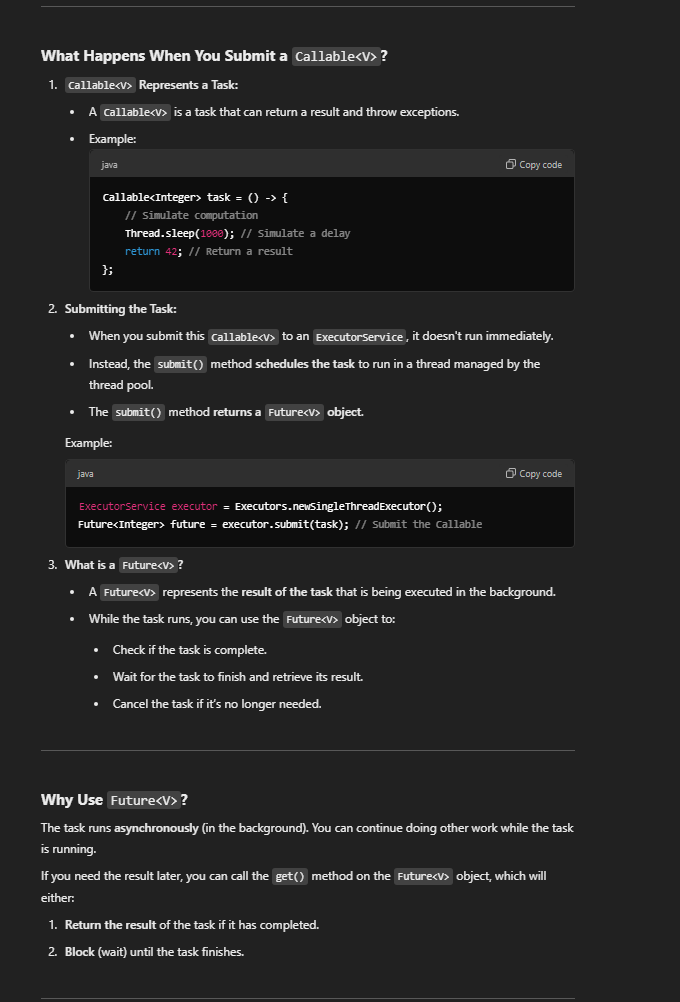 What Happens When You Submit a Callable<V>?
1. Callable<V> Represents a Task:
• A Callable<V> is a task that can return a result and throw exceptions.
• Example:
java Copy code
Callable<Integer> task = () -> {
// Simulate computation
Thread.sleep(1000); // Simulate a delay
return 42; // Return a result
};
2. Submitting the Task:
• When you submit this Callable<V> to an ExecutorService, it doesn't run immediately.
• Instead, the submit() method schedules the task to run in a thread managed by the
thread pool.
• The submit() method returns a Future<V> object.
Example:
java Copy code
ExecutorService executor = Executors.newSingleThreadExecutor();
Future<Integer> future = executor.submit(task); // Submit the Callable
3. What is a Future<V>?
• A Future<V> represents the result of the task that is being executed in the background.
• While the task runs, you can use the Future<V> object to:
• Check if the task is complete.
• Wait for the task to finish and retrieve its result.
• Cancel the task if it's no longer needed.
Why Use Future<V>?
The task runs asynchronously (in the background). You can continue doing other work while the task
is running.
If you need the result later, you can call the get() method on the Future<V> object, which will
either:
1. Return the result of the task if it has completed.
2. Block (wait) until the task finishes.